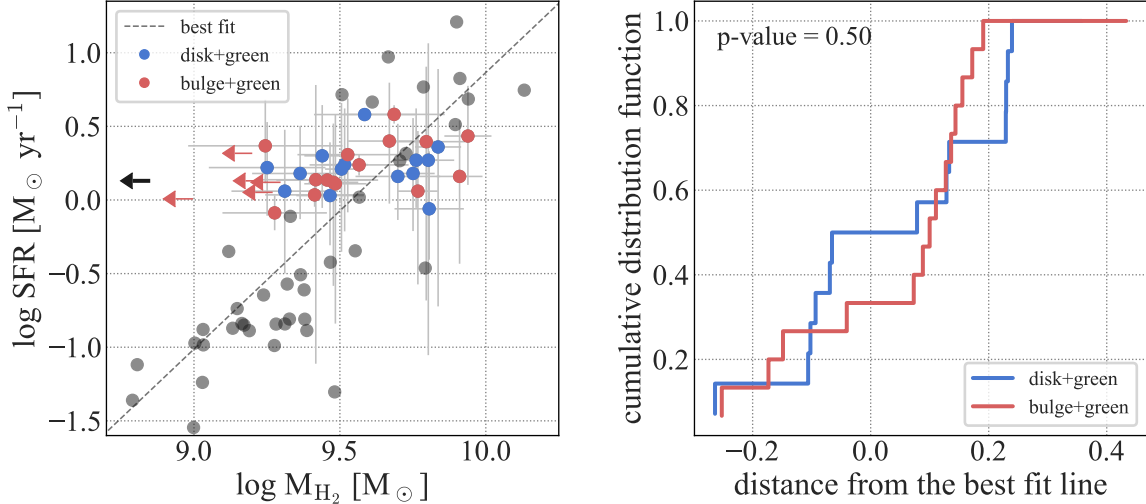 best fit
disk+green
bulge+green
1.0
0.5
0.0
−0.5
−1.0
−1.5
9.0
9.5
10.0
log SFR [M⊙ yr⁻¹]
log M_H₂ [M⊙]
p-value = 0.50
1.0
0.8
0.6
0.4
0.2
−0.2
0.0
0.2
0.4
cumulative distribution function
distance from the best fit line
disk+green
bulge+green